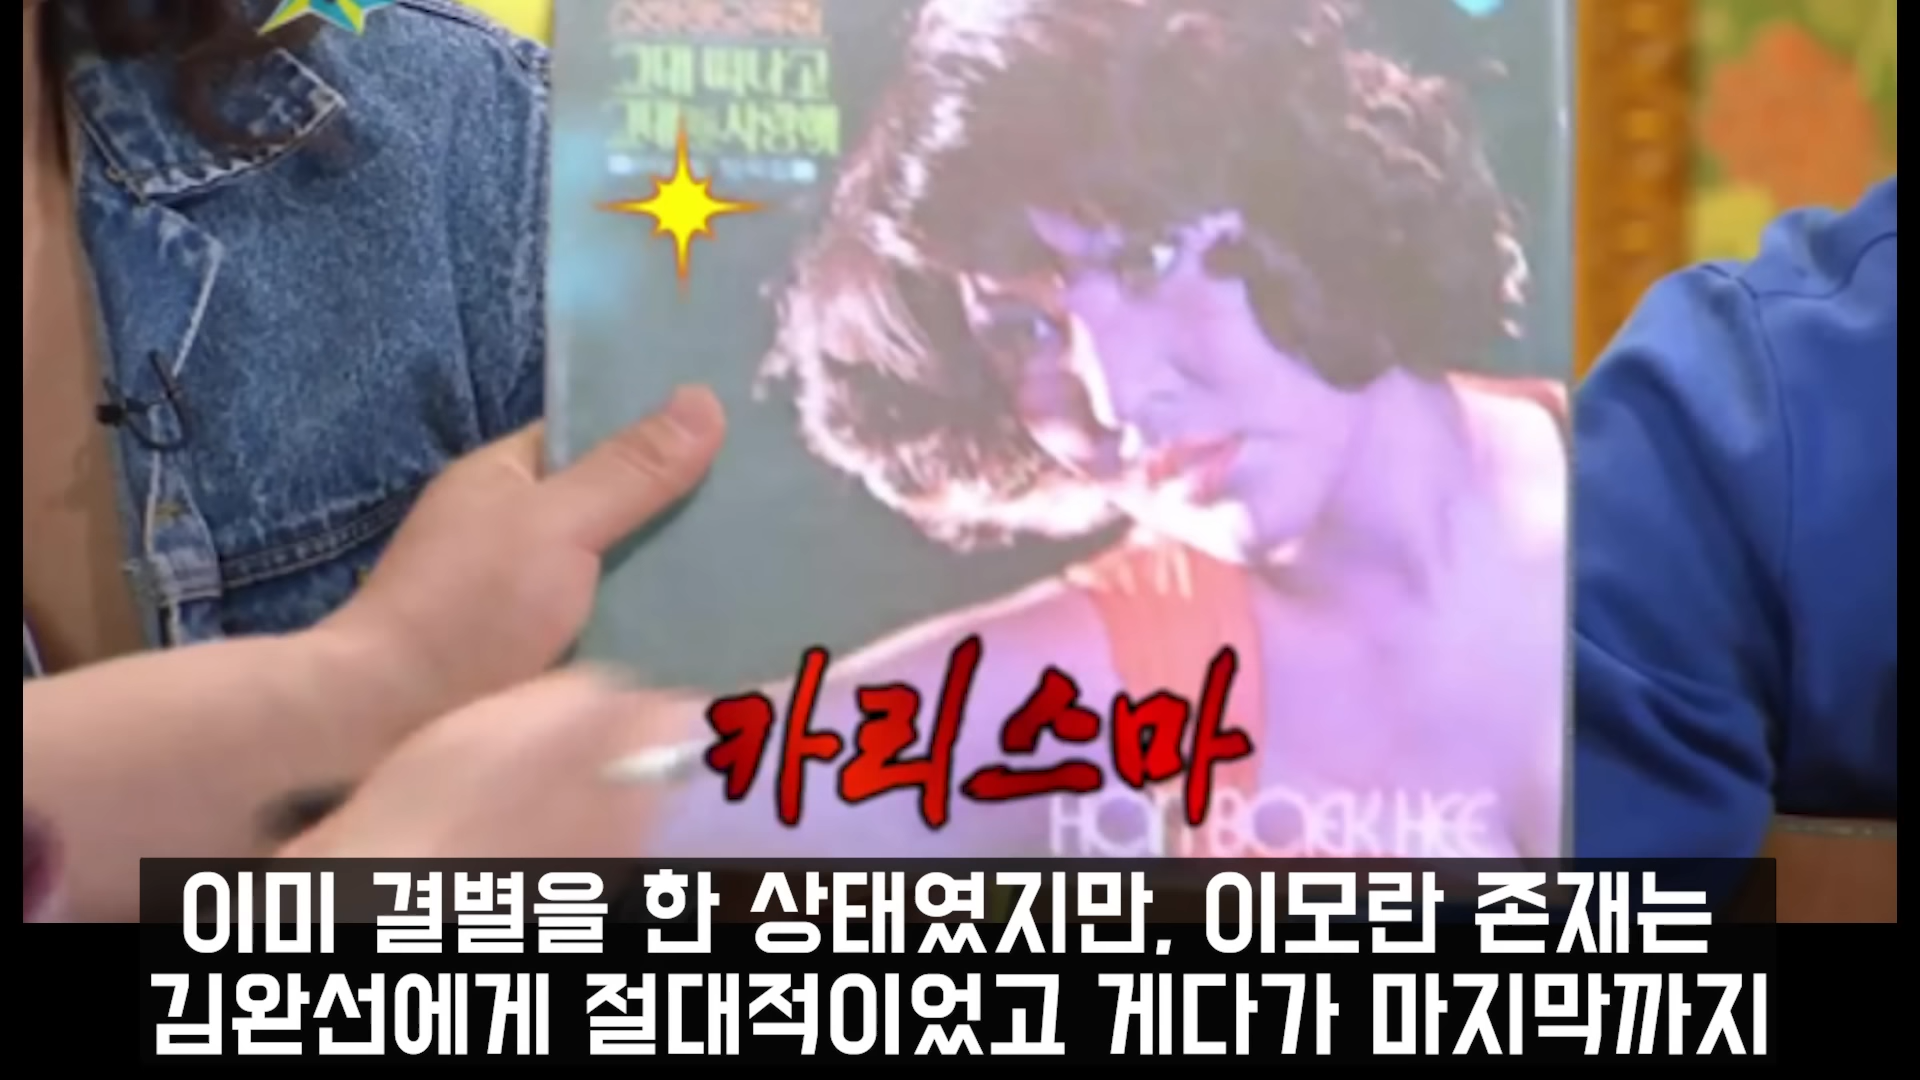 그대 떠나고
카리스마
HAN BAEK HEE
이미 결별을 한 상태였지만, 이모란 존재는
김완선에게 절대적이었고 게다가 마지막까지